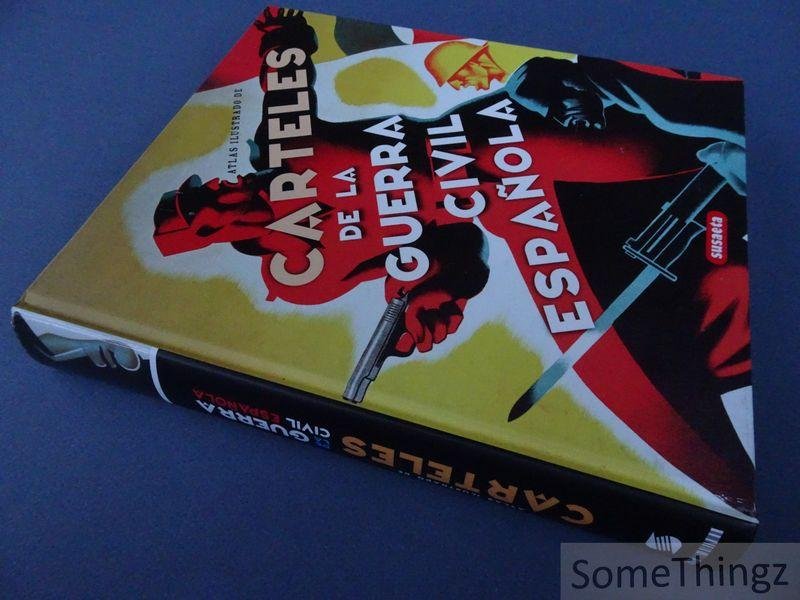 ATLAS ILUSTRADO DE
CARTELES
DE LA
GUERRA
CIVIL
ESPAÑOLA
susaeta
CARTELES
GUERRA
CIVIL ESPAÑOLA
SomeThingz